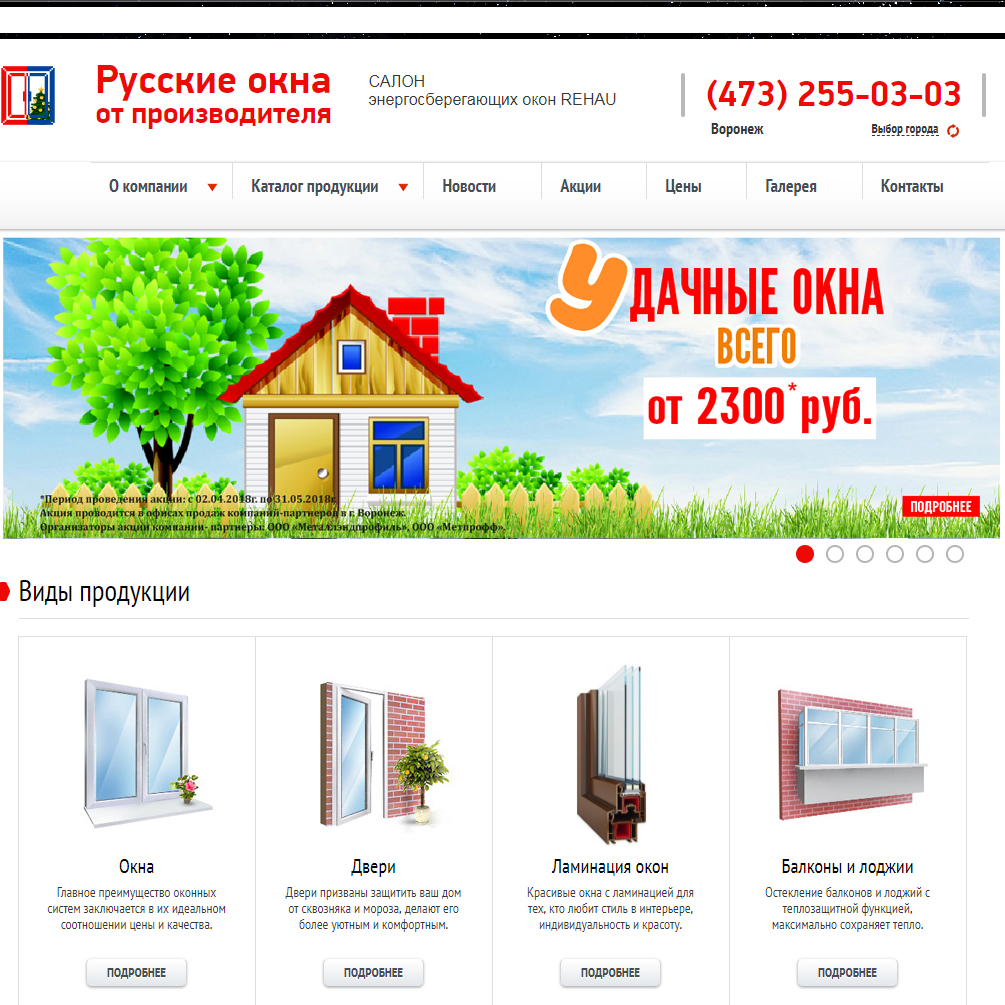 Русские окна
от производителя
САЛОН
энергосберегающих окон REHAU
(473) 255-03-03
Воронеж
Выбор города
О компании
Каталог продукции
Новости
Акции
Цены
Галерея
Контакты
УДАЧНЫЕ ОКНА
ВСЕГО
от 2300* руб.
*Период проведения акции: с 02.04.2018г. по 31.05.2018г.
Акция проводится в офисах продаж компаний-партнеров в г. Воронеж.
Организаторы акции компании- партнеры: ООО «Металлэндпрофиль», ООО «Метпрофф».
ПОДРОБНЕЕ
Виды продукции
Окна
Главное преимущество оконных
систем заключается в их идеальном
соотношении цены и качества.
ПОДРОБНЕЕ
Двери
Двери призваны защитить ваш дом
от сквозняка и мороза, делают его
более уютным и комфортным.
ПОДРОБНЕЕ
Ламинация окон
Красивые окна с ламинацией для
тех, кто любит стиль в интерьере,
индивидуальность и красоту.
ПОДРОБНЕЕ
Балконы и лоджии
Остекление балконов и лоджий с
теплозащитной функцией,
максимально сохраняет тепло.
ПОДРОБНЕЕ